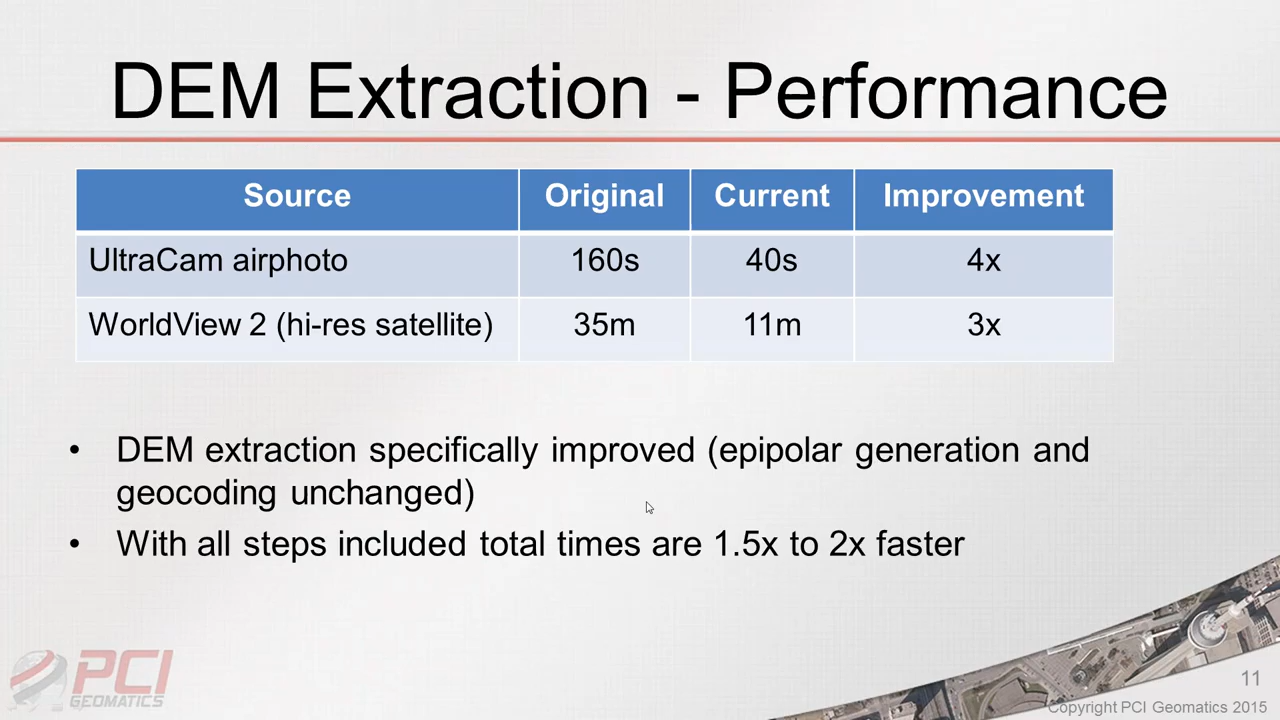 DEM Extraction - Performance
Source Original Current Improvement
UltraCam airphoto 160s 40s 4x
WorldView 2 (hi-res satellite) 35m 11m 3x
• DEM extraction specifically improved (epipolar generation and
geocoding unchanged)
• With all steps included total times are 1.5x to 2x faster
PCI
GEOMATICS
11
Copyright PCI Geomatics 2015